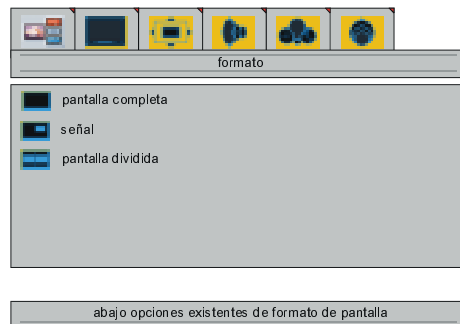 formato
pantalla completa
señal
pantalla dividida
abajo opciones existentes de formato de pantalla